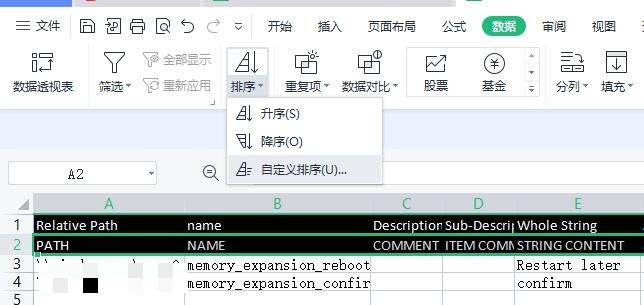 文件
开始 插入 页面布局 公式 数据 审阅 视图
数据透视表 筛选 全部显示 重新应用 排序 重复项 数据对比 股票 基金 分列 填充
升序(S)
降序(O)
自定义排序(U)...
A2
A B C D E
1 Relative Path name Description Sub-Descrip Whole String
2 PATH NAME COMMENT ITEM COMM STRING CONTENT
3 memory_expansion_reboot Restart later
4 memory_expansion_confir confirm